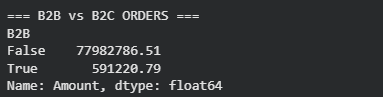 === B2B vs B2C ORDERS ===
B2B
False    77982786.51
True       591220.79
Name: Amount, dtype: float64